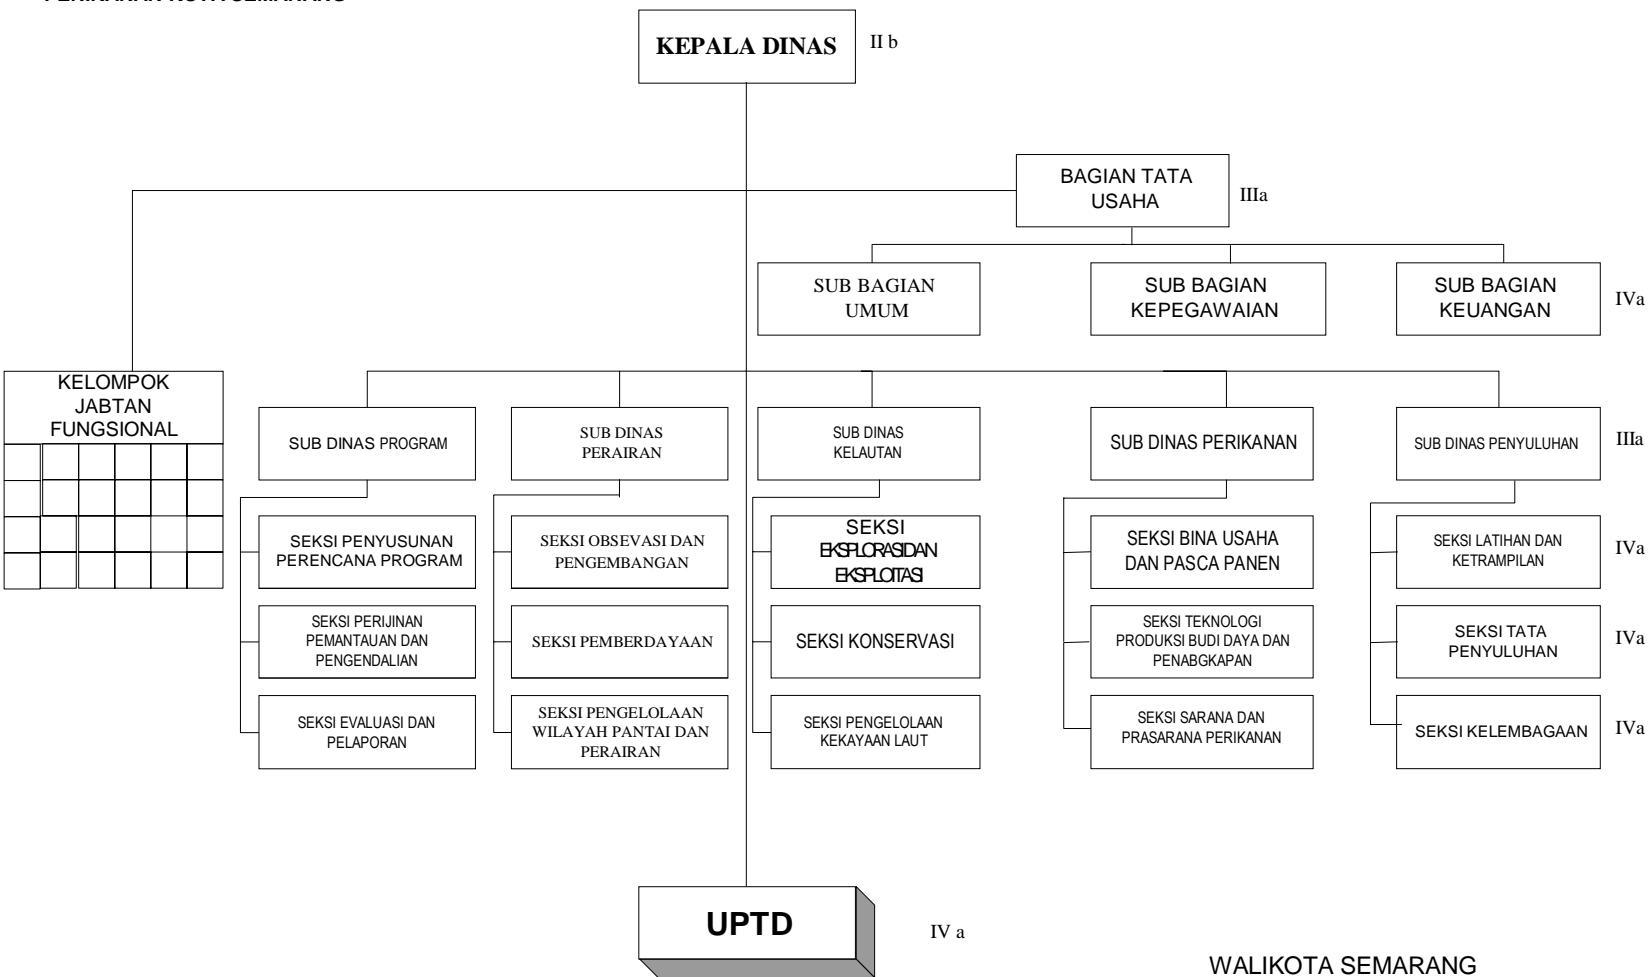 PERIKANAN KOTA SEMARANG
KEPALA DINAS
II b
BAGIAN TATA
USAHA
IIIa
SUB BAGIAN
UMUM
SUB BAGIAN
KEPEGAWAIAN
SUB BAGIAN
KEUANGAN
IVa
KELOMPOK
JABTAN
FUNGSIONAL
SUB DINAS PROGRAM
SUB DINAS
PERAIRAN
SUB DINAS
KELAUTAN
SUB DINAS PERIKANAN
SUB DINAS PENYULUHAN
IIIa
SEKSI PENYUSUNAN
PERENCANA PROGRAM
SEKSI OBSEVASI DAN
PENGEMBANGAN
SEKSI
EKSPLORASI DAN
EKSPLOITASI
SEKSI BINA USAHA
DAN PASCA PANEN
SEKSI LATIHAN DAN
KETRAMPILAN
IVa
SEKSI PERIJINAN
PEMANTAUAN DAN
PENGENDALIAN
SEKSI PEMBERDAYAAN
SEKSI KONSERVASI
SEKSI TEKNOLOGI
PRODUKSI BUDI DAYA DAN
PENABGKAPAN
SEKSI TATA
PENYULUHAN
IVa
SEKSI EVALUASI DAN
PELAPORAN
SEKSI PENGELOLAAN
WILAYAH PANTAI DAN
PERAIRAN
SEKSI PENGELOLAAN
KEKAYAAN LAUT
SEKSI SARANA DAN
PRASARANA PERIKANAN
SEKSI KELEMBAGAAN
IVa
UPTD
IV a
WALIKOTA SEMARANG